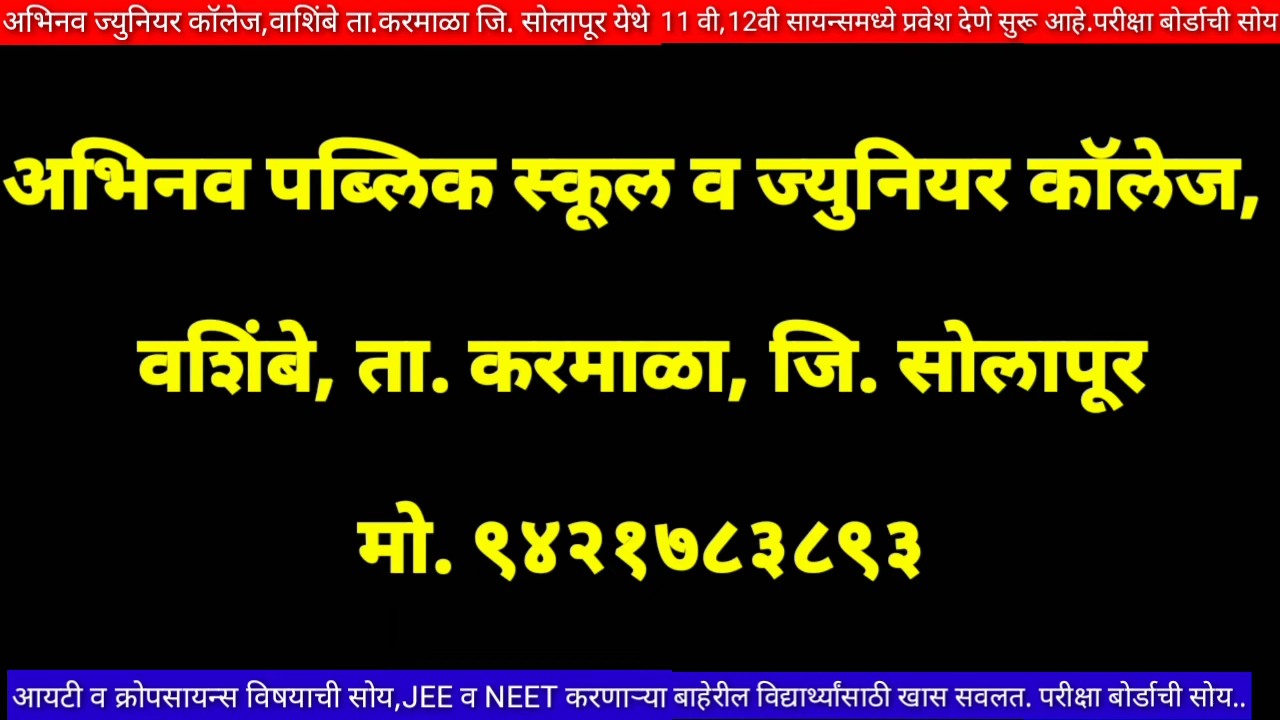 अभिनव ज्युनियर कॉलेज,वाशिंबे ता.करमाळा जि. सोलापूर येथे 11 वी,12वी सायन्समध्ये प्रवेश देणे सुरू आहे.परीक्षा बोर्डाची सोय
अभिनव पब्लिक स्कूल व ज्युनियर कॉलेज,
वशिंबे, ता. करमाळा, जि. सोलापूर
मो. ९४२१७८३८९३
आयटी व क्रोपसायन्स विषयाची सोय,JEE व NEET करणाऱ्या बाहेरील विद्यार्थ्यांसाठी खास सवलत. परीक्षा बोर्डाची सोय..